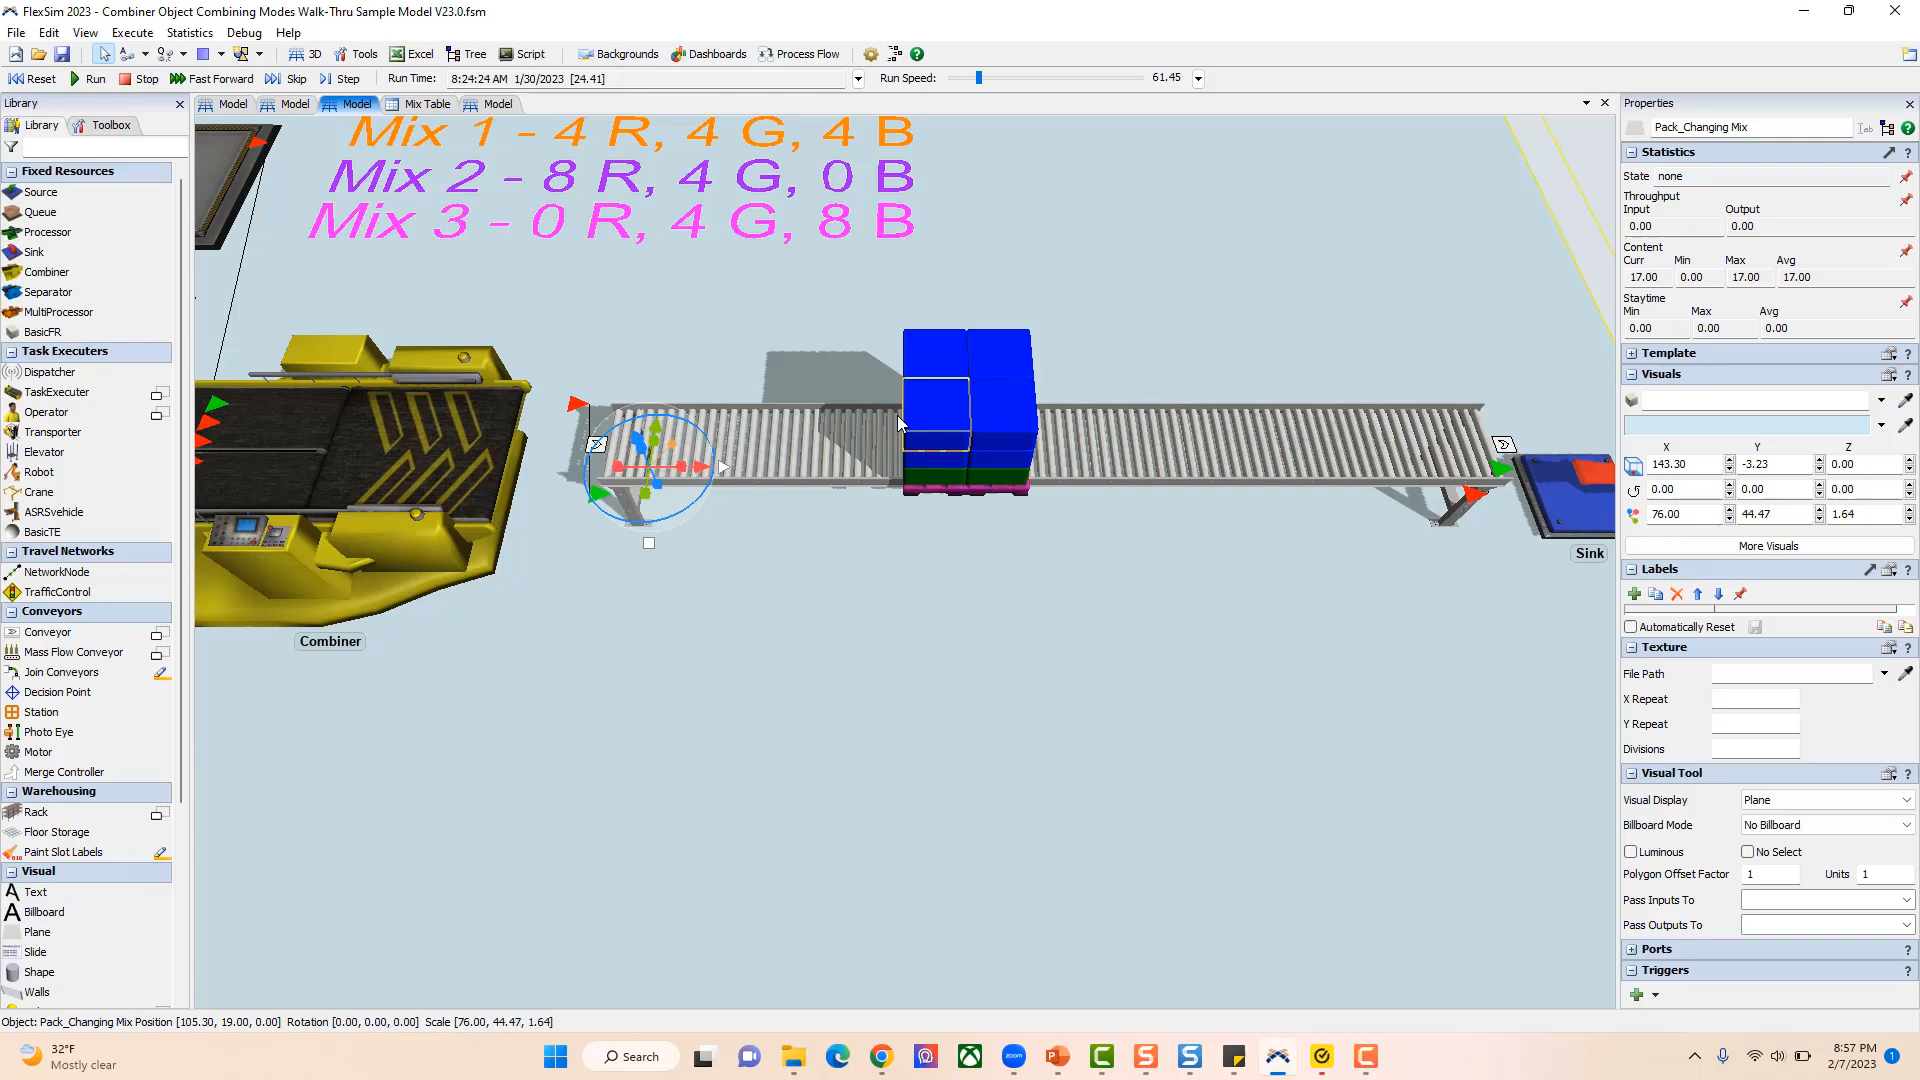 FlexSim 2023 - Combiner Object Combining Modes Walk-Thru Sample Model V23.0.fsm
File Edit View Execute Statistics Debug Help
3D Tools Excel Tree Script Backgrounds Dashboards Process Flow
Reset Run Stop Fast Forward Skip Step Run Time: 8:24:24 AM 1/30/2023 [24.41] Run Speed: 61.45
Library
Library Toolbox
Fixed Resources
Source
Queue
Processor
Sink
Combiner
Separator
MultiProcessor
BasicFR
Task Executers
Dispatcher
TaskExecuter
Operator
Transporter
Elevator
Robot
Crane
ASRSvehicle
BasicTE
Travel Networks
NetworkNode
TrafficControl
Conveyors
Conveyor
Mass Flow Conveyor
Join Conveyors
Decision Point
Station
Photo Eye
Motor
Merge Controller
Warehousing
Rack
Floor Storage
Paint Slot Labels
Visual
Text
Billboard
Plane
Slide
Shape
Walls
Model Model Model Mix Table Model
Mix 1 - 4 R, 4 G, 4 B
Mix 2 - 8 R, 4 G, 0 B
Mix 3 - 0 R, 4 G, 8 B
Combiner
Sink
Properties
Pack_Changing Mix
Statistics
State none
Throughput
Input Output
0.00 0.00
Content
Curr Min Max Avg
17.00 0.00 17.00 17.00
Staytime
Min Max Avg
0.00 0.00 0.00
Template
Visuals
X Y Z
143.30 -3.23 0.00
0.00 0.00 0.00
76.00 44.47 1.64
More Visuals
Labels
Automatically Reset
Texture
File Path
X Repeat
Y Repeat
Divisions
Visual Tool
Visual Display Plane
Billboard Mode No Billboard
Luminous No Select
Polygon Offset Factor 1 Units 1
Pass Inputs To
Pass Outputs To
Ports
Triggers
Object: Pack_Changing Mix Position [105.30, 19.00, 0.00] Rotation [0.00, 0.00, 0.00] Scale [76.00, 44.47, 1.64]
32°F
Mostly clear
Search
zoom
8:57 PM
2/7/2023
1